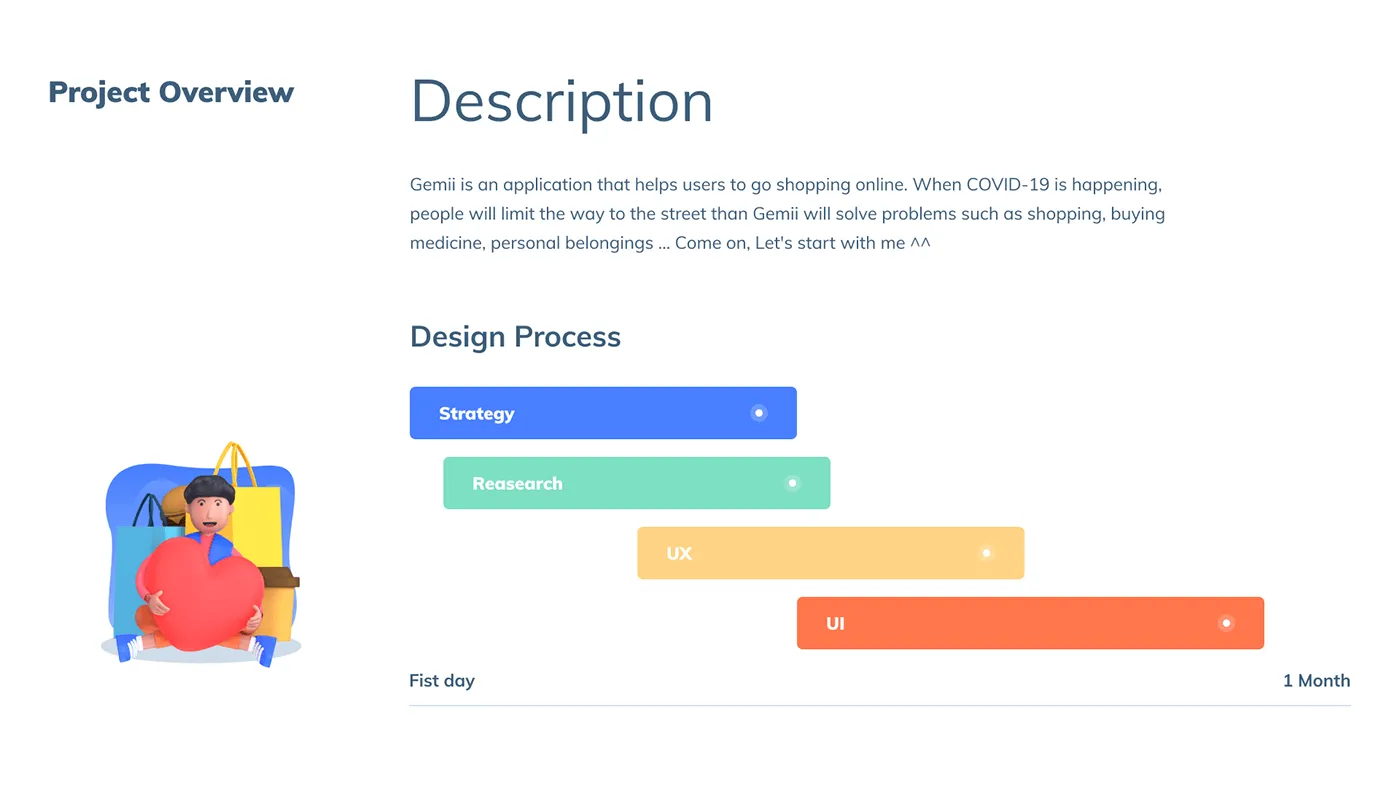 Project Overview
Description
Gemii is an application that helps users to go shopping online. When COVID-19 is happening,
people will limit the way to the street than Gemii will solve problems such as shopping, buying
medicine, personal belongings ... Come on, Let's start with me ^^
Design Process
Strategy
Reasearch
UX
UI
Fist day
1 Month